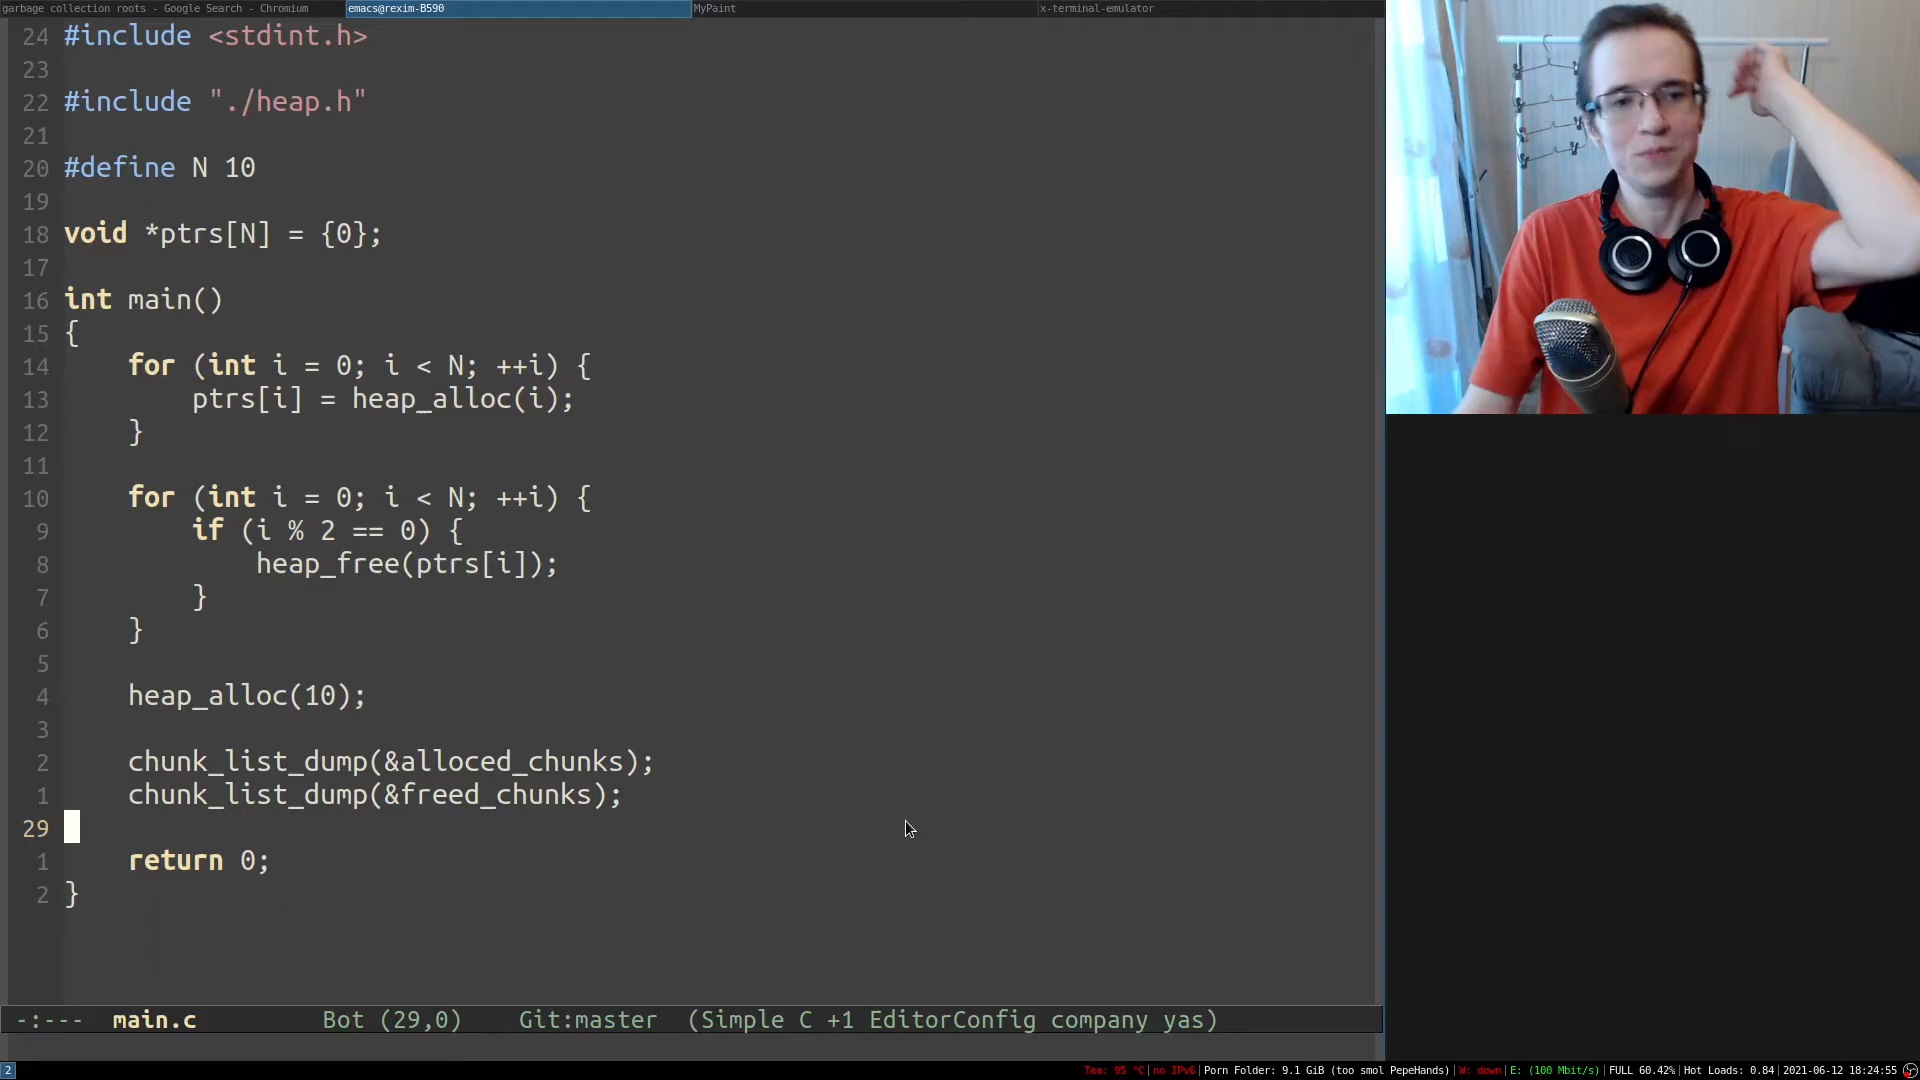 garbage collection roots - Google Search - Chromium emacs@rexim-B590 MyPaint x-terminal-emulator
24 #include <stdint.h>
23
22 #include "./heap.h"
21
20 #define N 10
19
18 void *ptrs[N] = {0};
17
16 int main()
15 {
14     for (int i = 0; i < N; ++i) {
13         ptrs[i] = heap_alloc(i);
12     }
11
10     for (int i = 0; i < N; ++i) {
9         if (i % 2 == 0) {
8             heap_free(ptrs[i]);
7         }
6     }
5
4     heap_alloc(10);
3
2     chunk_list_dump(&alloced_chunks);
1     chunk_list_dump(&freed_chunks);
29
1     return 0;
2 }
-:--- main.c Bot (29,0) Git:master (Simple C +1 EditorConfig company yas)
2 Tea: 95 °C|no IPv6|Porn Folder: 9.1 GiB (too smol PepeHands)|W: down|E: (100 Mbit/s)|FULL 60.42%|Hot Loads: 0.84|2021-06-12 18:24:55